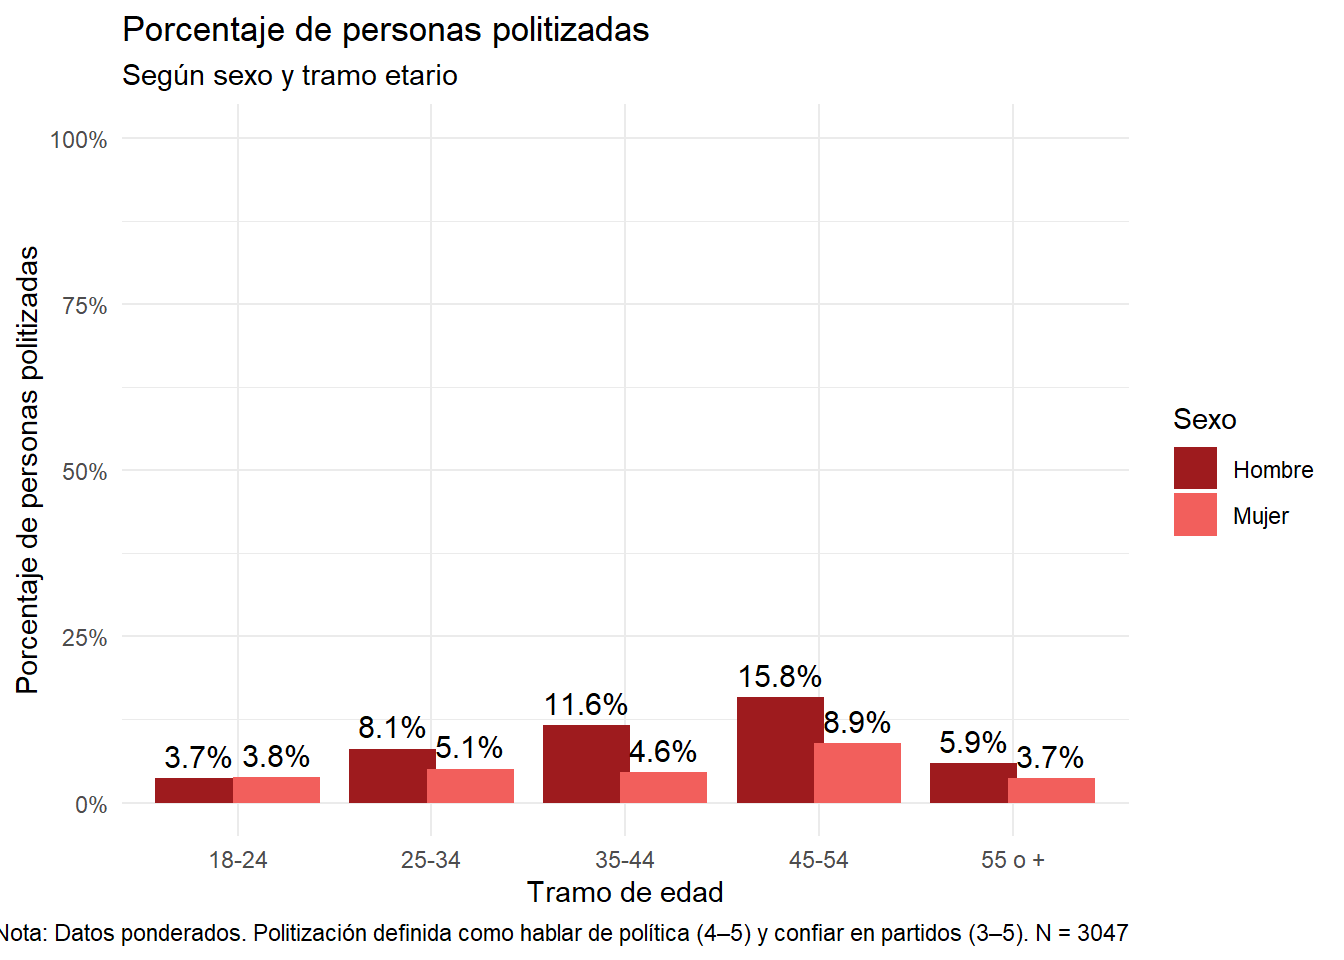 Porcentaje de personas politizadas
Según sexo y tramo etario
Porcentaje de personas politizadas
100%
75%
50%
25%
0%
3.7%
3.8%
8.1%
5.1%
11.6%
4.6%
15.8%
8.9%
5.9%
3.7%
18-24
25-34
35-44
45-54
55 o +
Tramo de edad
Sexo
Hombre
Mujer
Nota: Datos ponderados. Politización definida como hablar de política (4–5) y confiar en partidos (3–5). N = 3047